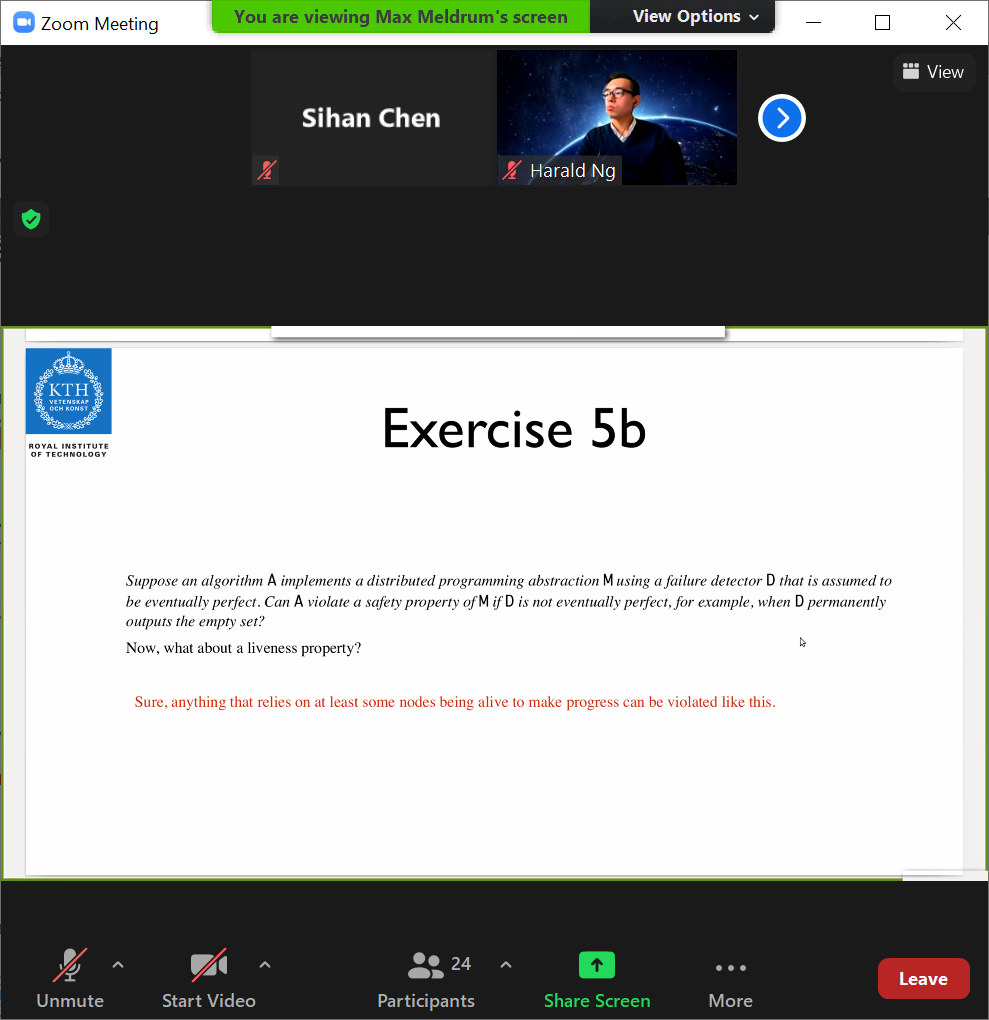 Zoom Meeting
You are viewing Max Meldrum's screen
View Options
View
Sihan Chen
Harald Ng
KTH
VETENSKAP
OCH KONST
ROYAL INSTITUTE
OF TECHNOLOGY
Exercise 5b
Suppose an algorithm A implements a distributed programming abstraction M using a failure detector D that is assumed to
be eventually perfect. Can A violate a safety property of M if D is not eventually perfect, for example, when D permanently
outputs the empty set?
Now, what about a liveness property?
Sure, anything that relies on at least some nodes being alive to make progress can be violated like this.
Unmute
Start Video
24
Participants
Share Screen
More
Leave